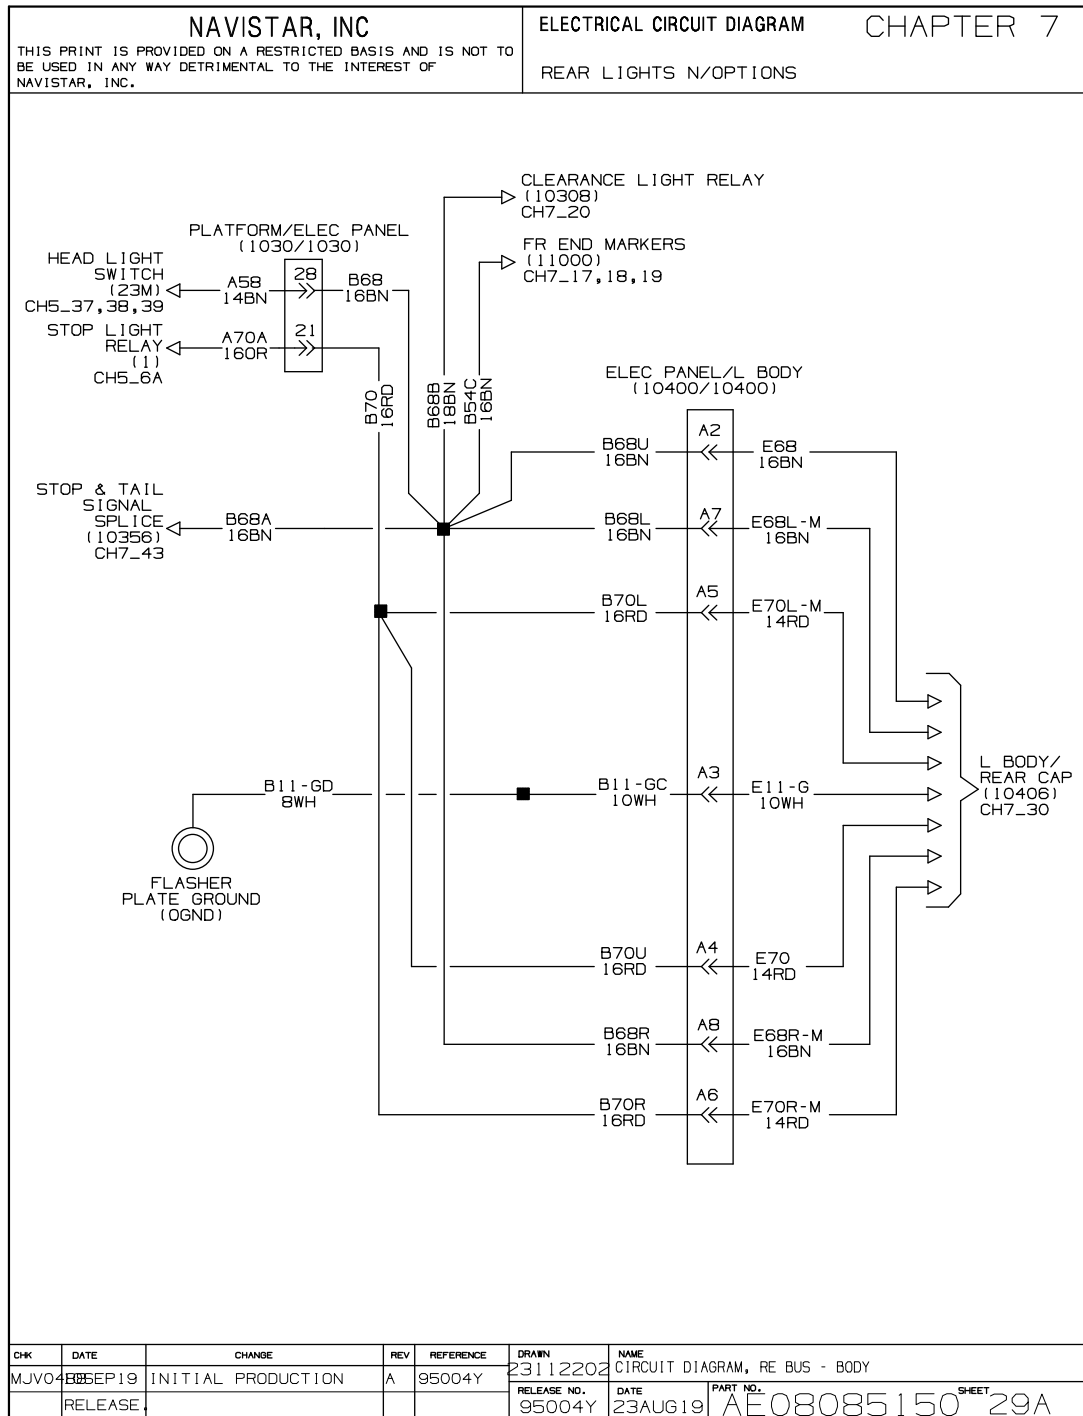 NAVISTAR, INC
THIS PRINT IS PROVIDED ON A RESTRICTED BASIS AND IS NOT TO
BE USED IN ANY WAY DETRIMENTAL TO THE INTEREST OF
NAVISTAR, INC.
ELECTRICAL CIRCUIT DIAGRAM
CHAPTER 7
REAR LIGHTS N/OPTIONS
CLEARANCE LIGHT RELAY
(10308)
CH7_20
PLATFORM/ELEC PANEL
(1030/1030)
FR END MARKERS
(11000)
CH7_17,18,19
HEAD LIGHT
SWITCH
(23M)
CH5_37,38,39
A58
14BN
28
B68
16BN
STOP LIGHT
RELAY
(1)
CH5_6A
A70A
16OR
21
B70
16RD
B68B
18BN
B54C
16BN
ELEC PANEL/L BODY
(10400/10400)
B68U
16BN
A2
E68
16BN
STOP & TAIL
SIGNAL
SPLICE
(10356)
CH7_43
B68A
16BN
B68L
16BN
A7
E68L-M
16BN
B70L
16RD
A5
E70L-M
14RD
B11-GD
8WH
B11-GC
10WH
A3
E11-G
10WH
L BODY/
REAR CAP
(10406)
CH7_30
FLASHER
PLATE GROUND
(0GND)
B70U
16RD
A4
E70
14RD
B68R
16BN
A8
E68R-M
16BN
B70R
16RD
A6
E70R-M
14RD
CHK DATE CHANGE REV REFERENCE
INITIAL PRODUCTION A 95004Y
RELEASE.
DRAWN
23112202
NAME
CIRCUIT DIAGRAM, RE BUS - BODY
RELEASE NO.
95004Y
DATE
23AUG19
PART NO.
AE08085150
SHEET
29A